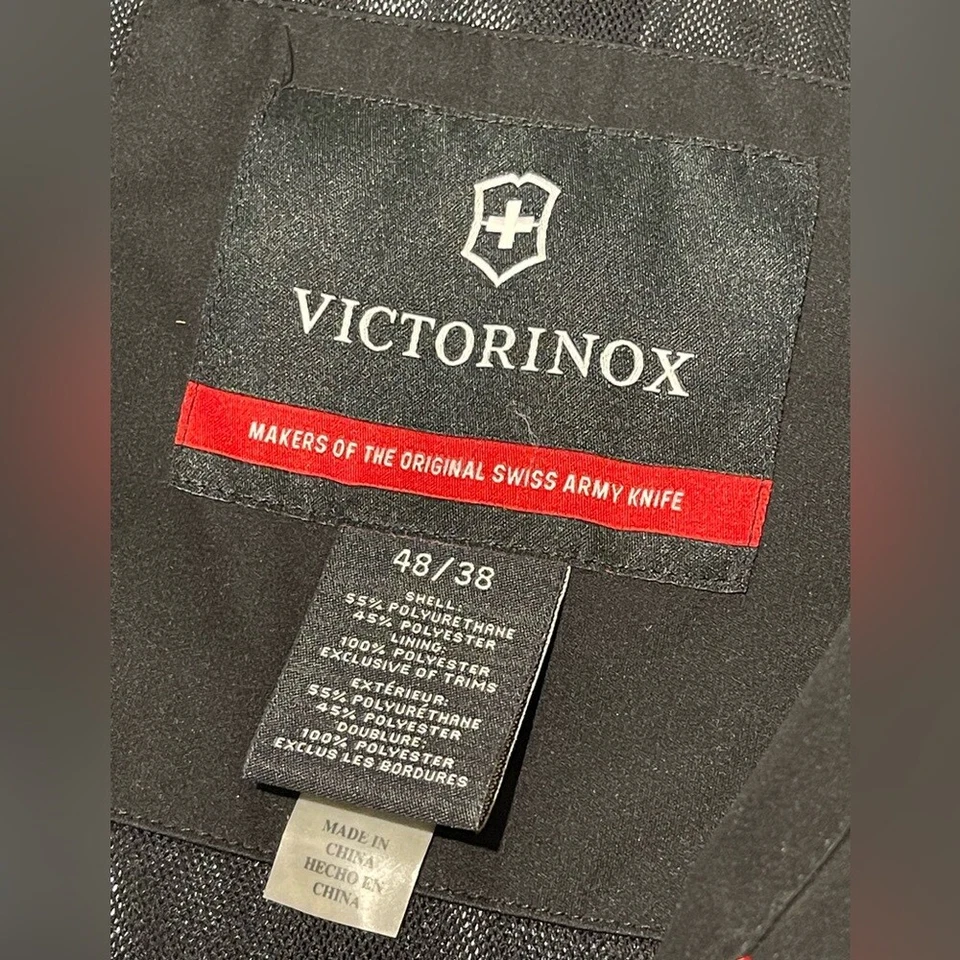 VICTORINOX
MAKERS OF THE ORIGINAL SWISS ARMY KNIFE
48/38
SHELL:
55% POLYURETHANE
45% POLYESTER
LINING:
100% POLYESTER
EXCLUSIVE OF TRIMS
EXTÉRIEUR:
55% POLYURÉTHANE
45% POLYESTER
DOUBLURE:
100% POLYESTER
EXCLUS LES BORDURES
MADE IN
CHINA
HECHO EN
CHINA